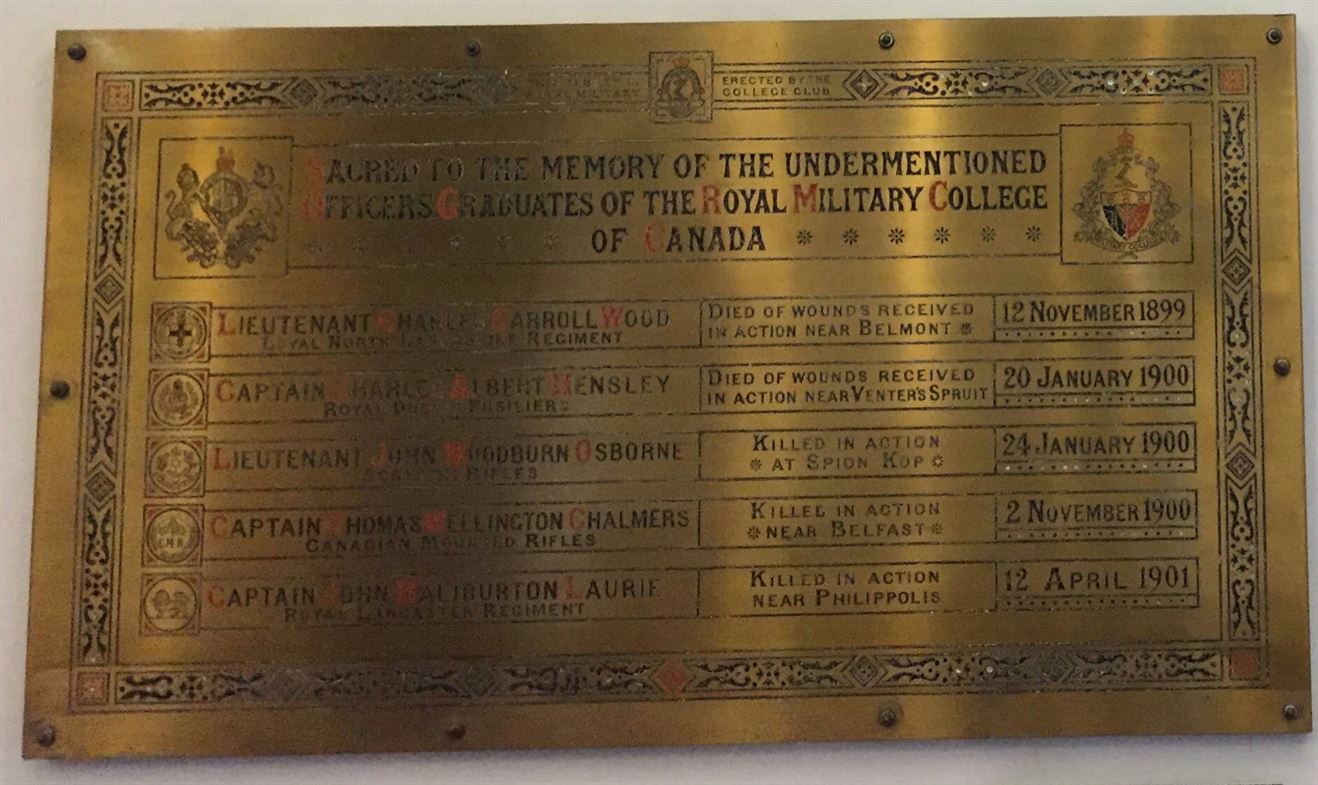 MILITARY
ERECTED BY THE
COLLEGE CLUB
SACRED TO THE MEMORY OF THE UNDERMENTIONED
OFFICERS, GRADUATES OF THE ROYAL MILITARY COLLEGE
OF CANADA
LIEUTENANT CHARLES CARROLL WOOD
LOYAL NORTH LANCASHIRE REGIMENT
DIED OF WOUNDS RECEIVED
IN ACTION NEAR BELMONT
12 NOVEMBER 1899
CAPTAIN CHARLES ALBERT HENSLEY
ROYAL DUBLIN FUSILIERS
DIED OF WOUNDS RECEIVED
IN ACTION NEAR VENTER'S SPRUIT
20 JANUARY 1900
LIEUTENANT JOHN WOODBURN OSBORNE
SCOTTISH RIFLES
KILLED IN ACTION
AT SPION KOP
24 JANUARY 1900
C.M.R.
CAPTAIN THOMAS WELLINGTON CHALMERS
CANADIAN MOUNTED RIFLES
KILLED IN ACTION
NEAR BELFAST
2 NOVEMBER 1900
CAPTAIN JOHN HALIBURTON LAURIE
ROYAL LANCASTER REGIMENT
KILLED IN ACTION
NEAR PHILIPPOLIS
12 APRIL 1901